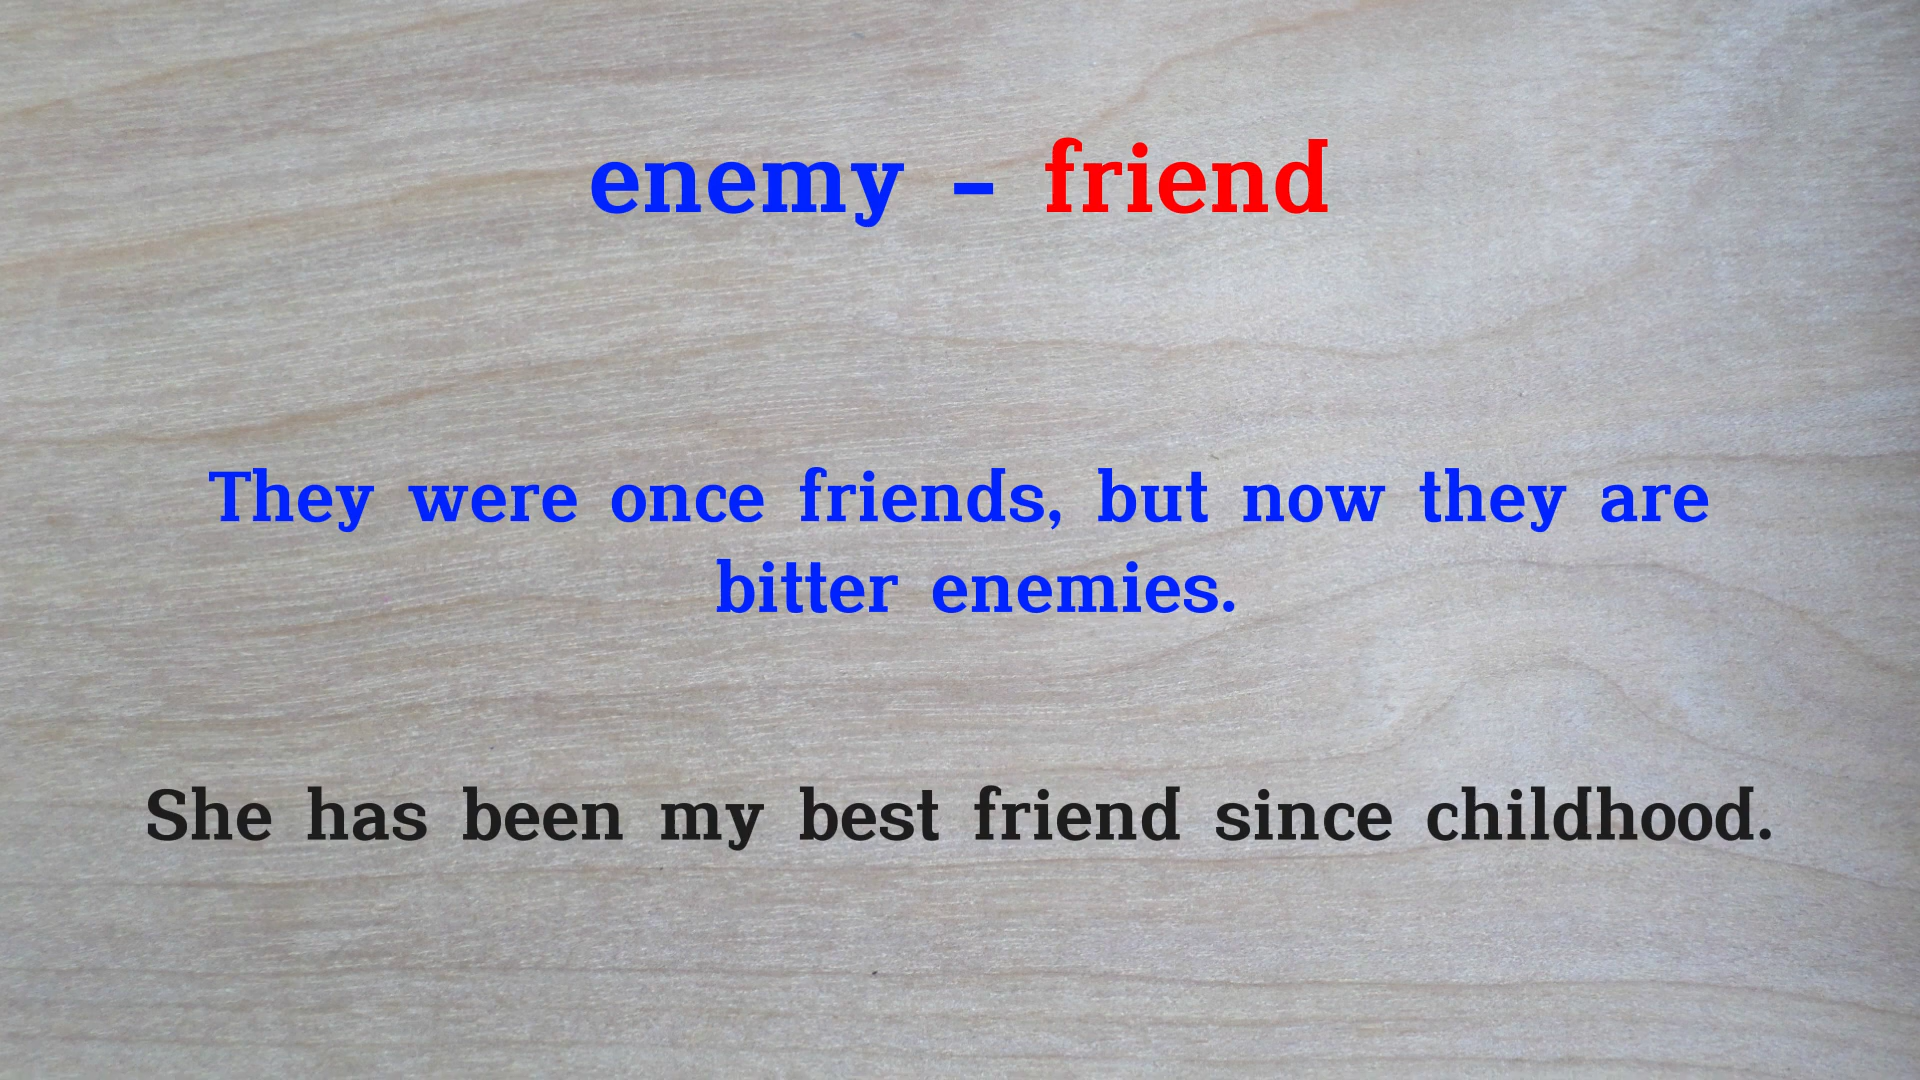 enemy – friend
They were once friends, but now they are
bitter enemies.
She has been my best friend since childhood.